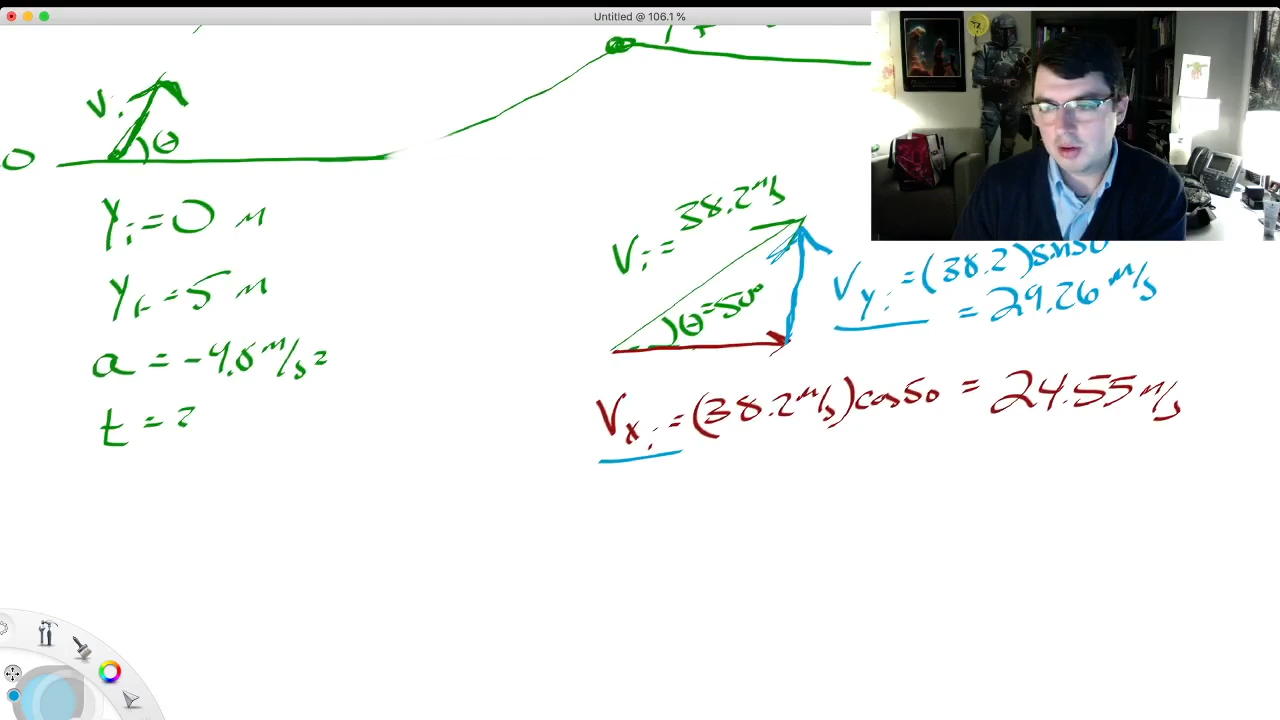 Untitled @ 106.1 %
Vi
θ
0
Yi = 0 m
Yf = 5 m
a = -9.8 m/s²
t = ?
Vi = 38.2 m/s
θ = 50°
Vyi = (38.2) sin 50
= 29.26 m/s
Vxi = (38.2 m/s) cos 50 = 24.55 m/s